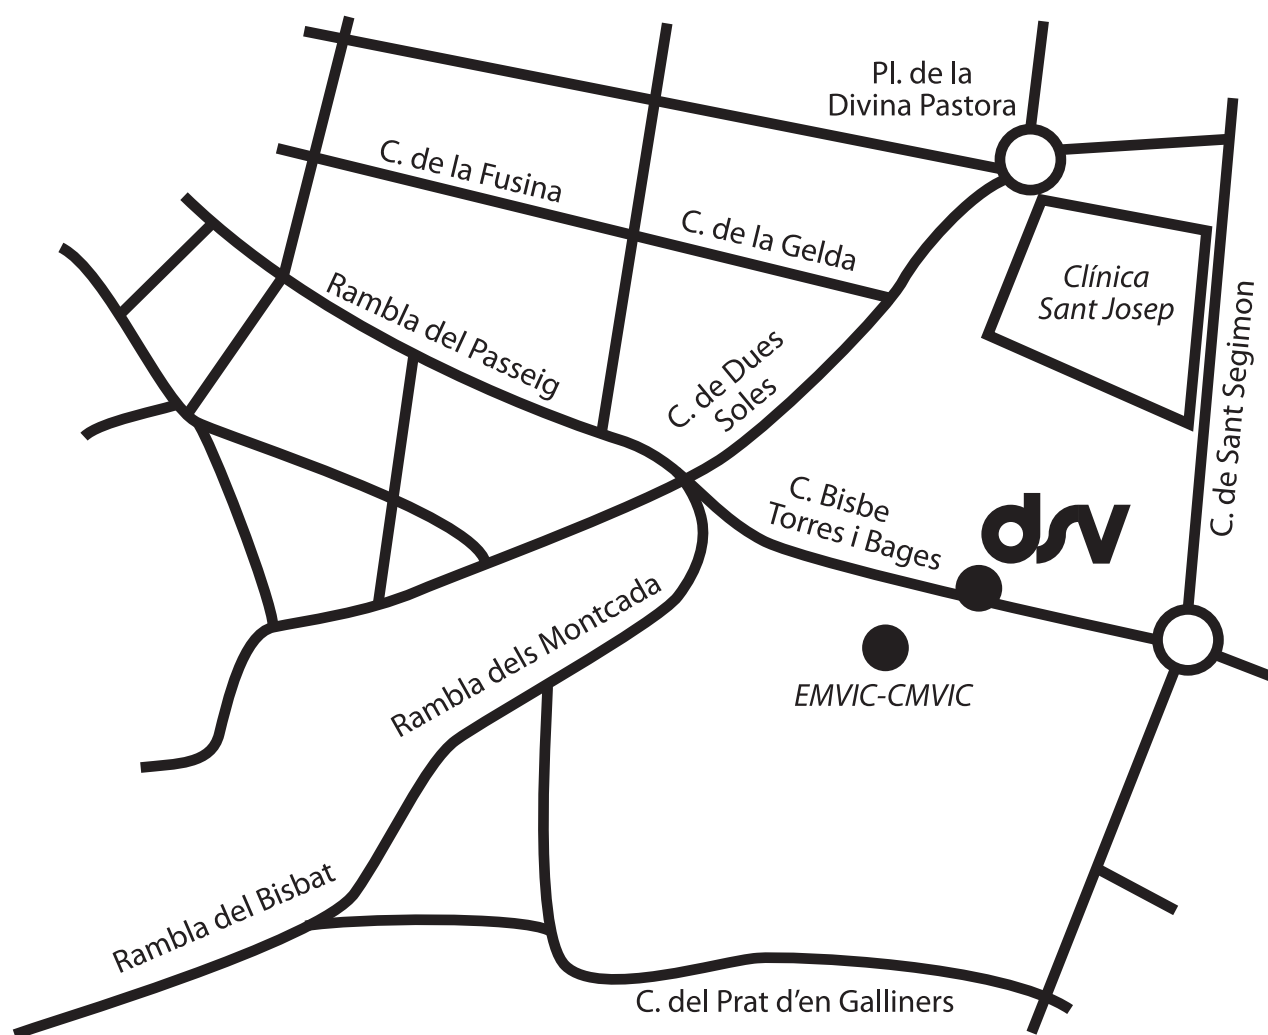 Pl. de la
Divina Pastora
C. de la Fusina
C. de la Gelda
Clínica
Sant Josep
Rambla del Passeig
C. de Dues
Soles
C. de Sant Segimon
C. Bisbe
Torres i Bages
dsv
Rambla dels Montcada
EMVIC-CMVIC
Rambla del Bisbat
C. del Prat d'en Galliners